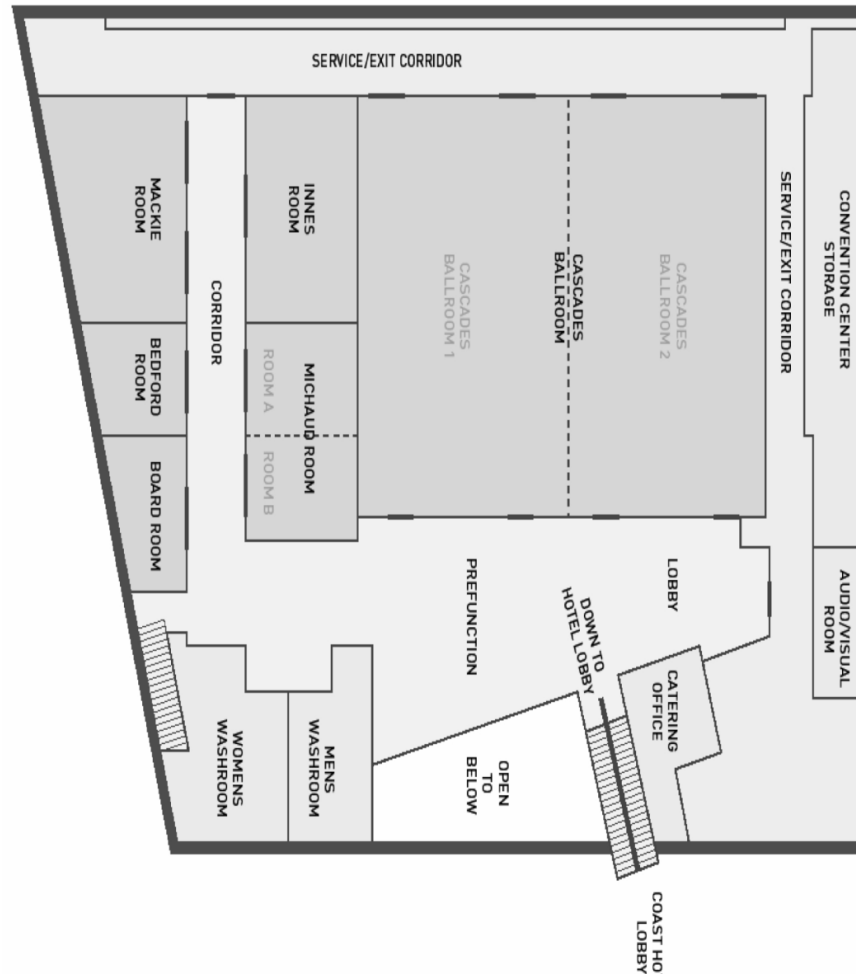 SERVICE/EXIT CORRIDOR
MACKIE
ROOM
INNES
ROOM
CASCADES
BALLROOM 1
CASCADES
BALLROOM
CASCADES
BALLROOM 2
SERVICE/EXIT CORRIDOR
CONVENTION CENTER
STORAGE
CORRIDOR
BEDFORD
ROOM
MICHAUD ROOM
ROOM A
ROOM B
BOARD ROOM
PREFUNCTION
LOBBY
AUDIO/VISUAL
ROOM
DOWN TO
HOTEL LOBBY
CATERING
OFFICE
WOMENS
WASHROOM
MENS
WASHROOM
OPEN
TO
BELOW
COAST HO
LOBBY